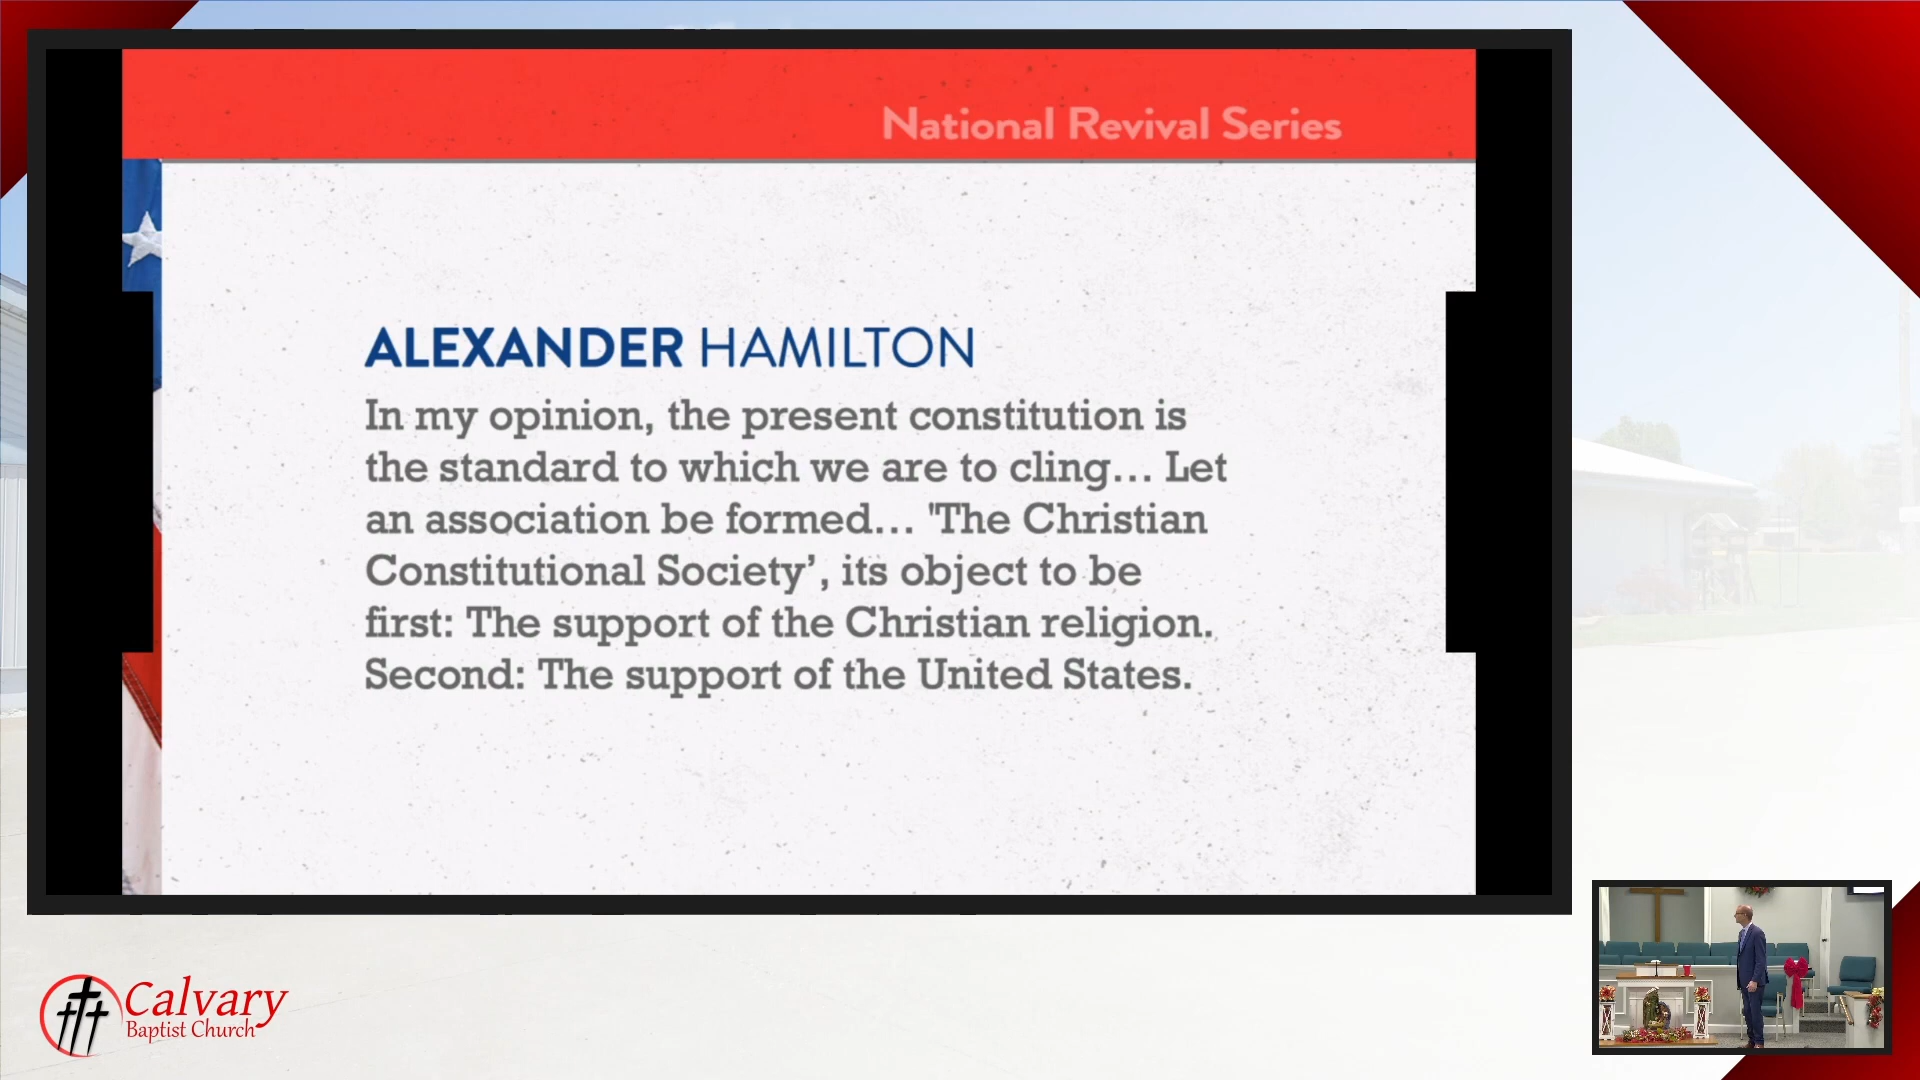 National Revival Series
ALEXANDER HAMILTON
In my opinion, the present constitution is
the standard to which we are to cling... Let
an association be formed... 'The Christian
Constitutional Society’, its object to be
first: The support of the Christian religion.
Second: The support of the United States.
Calvary
Baptist Church